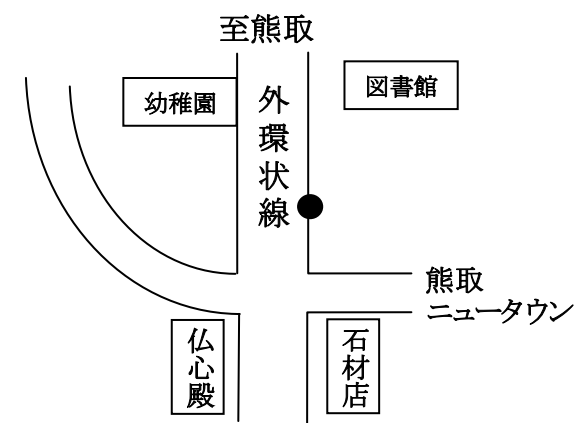 至熊取
図書館
幼稚園
外環状線
熊取
ニュータウン
仏心殿
石材店